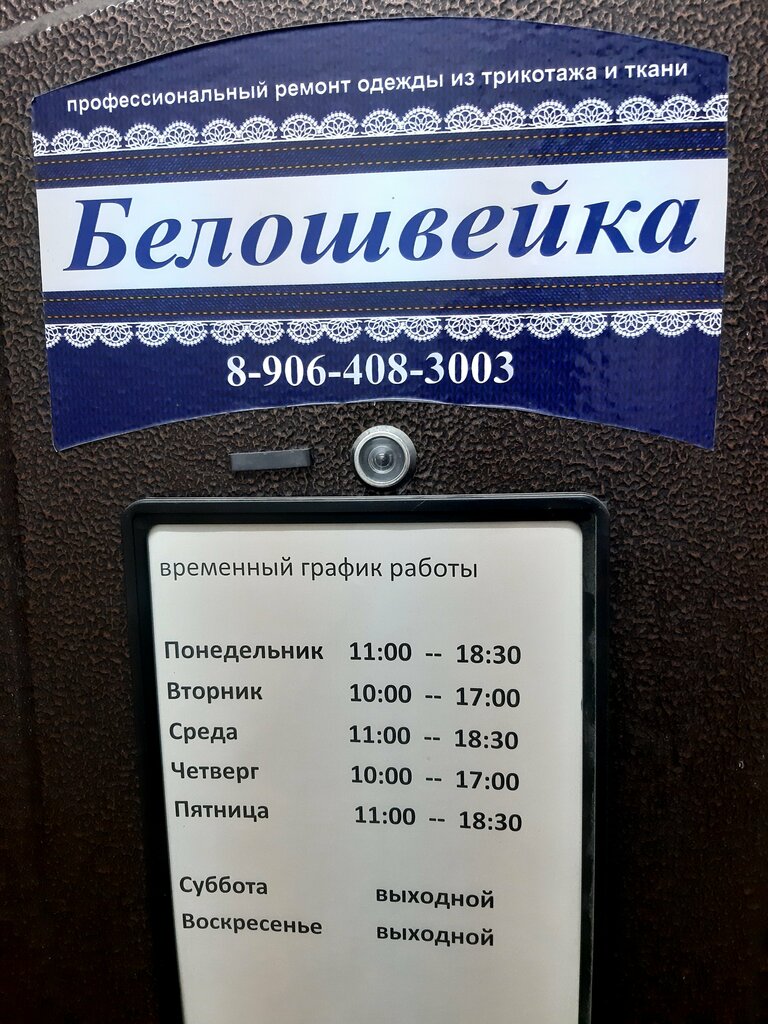 профессиональный ремонт одежды из трикотажа и ткани
Белошвейка
8-906-408-3003
временный график работы
Понедельник 11:00 -- 18:30
Вторник 10:00 -- 17:00
Среда 11:00 -- 18:30
Четверг 10:00 -- 17:00
Пятница 11:00 -- 18:30
Суббота выходной
Воскресенье выходной